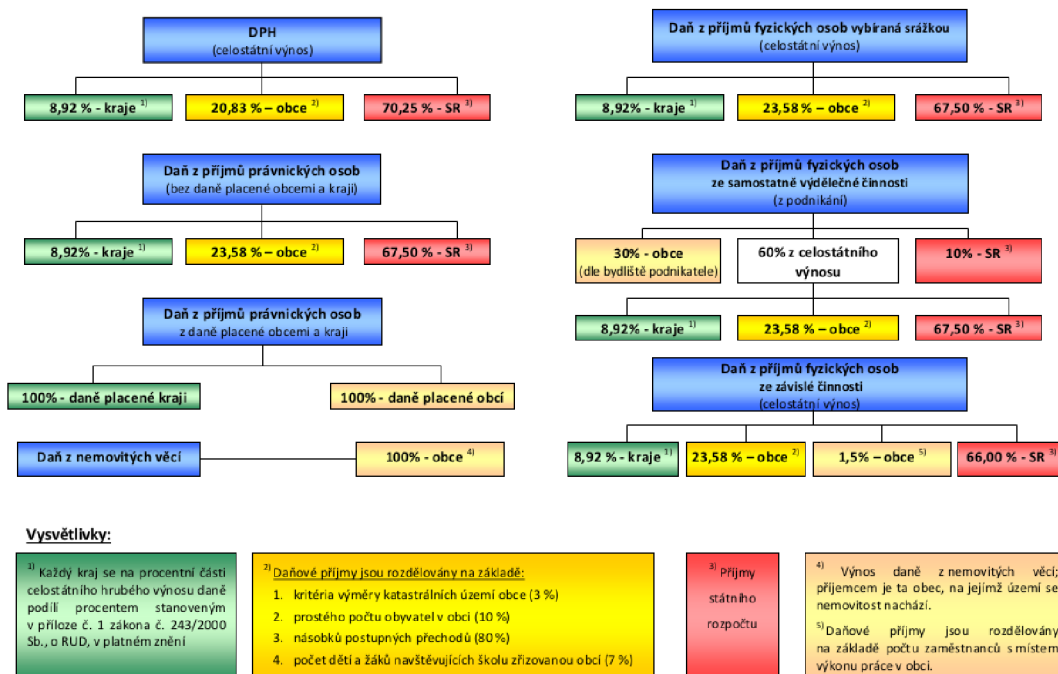 DPH
(celostátní výnos)
8,92 % - kraje 1)
20,83 % – obce 2)
70,25 % - SR 3)
Daň z příjmů právnických osob
(bez daně placené obcemi a kraji)
8,92% - kraje 1)
23,58 % – obce 2)
67,50 % – SR 3)
Daň z příjmů právnických osob
z daně placené obcemi a kraji
100% - daně placené kraji
100% - daně placené obcí
Daň z nemovitých věcí
100% - obce 4)
Daň z příjmů fyzických osob vybíraná srážkou
(celostátní výnos)
8,92% - kraje 1)
23,58 % – obce 2)
67,50 % - SR 3)
Daň z příjmů fyzických osob
ze samostatně výdělečné činnosti
(z podnikání)
30% - obce
(dle bydliště podnikatele)
60% z celostátního
výnosu
10% - SR 3)
8,92% - kraje 1)
23,58 % – obce 2)
67,50 % - SR 3)
Daň z příjmů fyzických osob
ze závislé činnosti
(celostátní výnos)
8,92 % - kraje 1)
23,58 % – obce 2)
1,5% – obce 5)
66,00 % - SR 3)
Vysvětlivky:
1) Každý kraj se na procentní části
celostátního hrubého výnosu daně
podílí procentem stanoveným
v příloze č. 1 zákona č. 243/2000
Sb., o RUD, v platném znění
2) Daňové příjmy jsou rozdělovány na základě:
1. kritéria výměry katastrálních území obce (3 %)
2. prostého počtu obyvatel v obci (10 %)
3. násobků postupných přechodů (80 %)
4. počet dětí a žáků navštěvujících školu zřizovanou obcí (7 %)
3) Příjmy
státního
rozpočtu
4) Výnos daně z nemovitých věcí;
příjemcem je ta obec, na jejímž území se
nemovitost nachází.
5) Daňové příjmy jsou rozdělovány
na základě počtu zaměstnanců s místem
výkonu práce v obci.